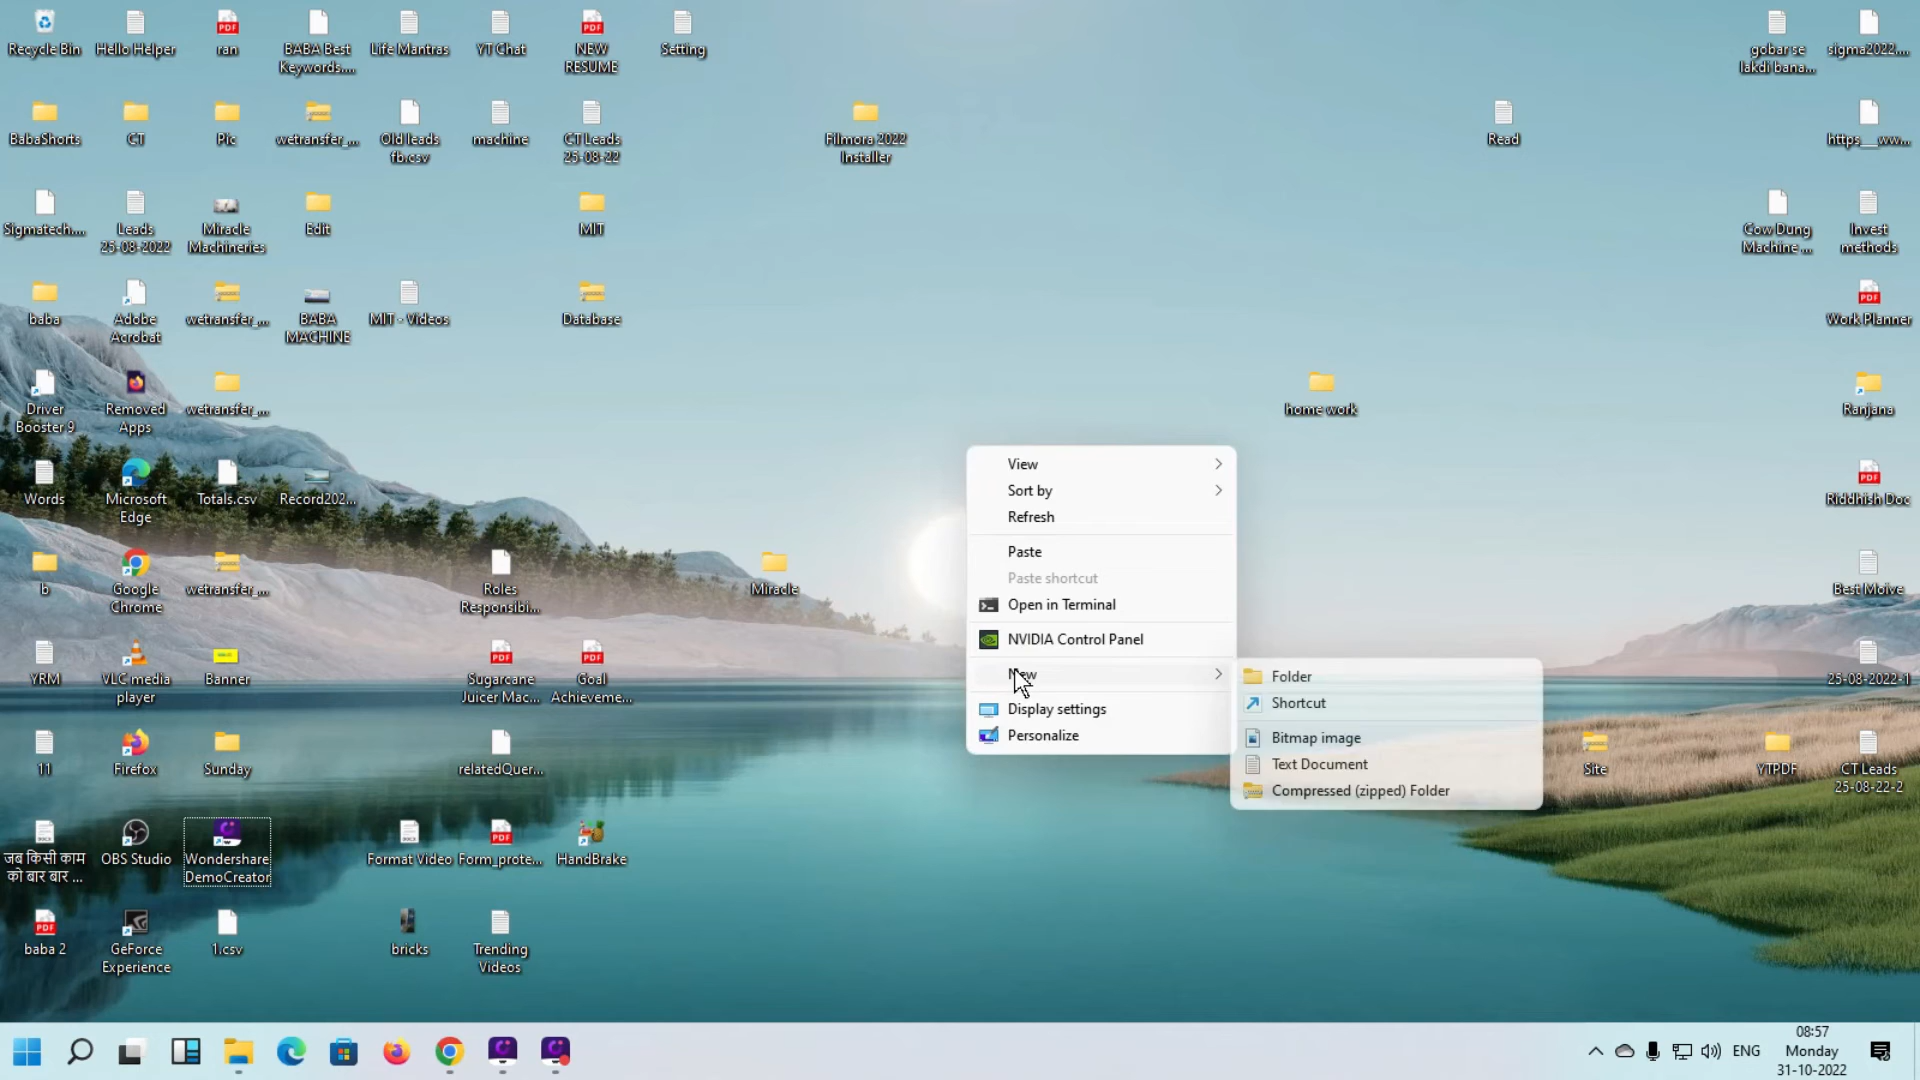 Recycle Bin
Hello Helper
ran
BABA Best
Keywords....
Life Mantras
YT Chat
NEW
RESUME
Setting
gobar se
lakdi bana...
sigma2022....
BabaShorts
CT
Pic
wetransfer_...
Old leads
fb.csv
machine
CT Leads
25-08-22
Filmora 2022
Installer
Read
https__ww...
Sigmatech....
Leads
25-08-2022
Miracle
Machineries
Edit
MIT
Cow Dung
Machine ...
Invest
methods
baba
Adobe
Acrobat
wetransfer_...
BABA
MACHINE
MIT - Videos
Database
Work Planner
Driver
Booster 9
Removed
Apps
wetransfer_...
home work
Ranjana
Words
Microsoft
Edge
Totals.csv
Record202...
Riddhish Doc
View
Sort by
Refresh
Paste
Paste shortcut
Open in Terminal
NVIDIA Control Panel
New
Display settings
Personalize
Folder
Shortcut
Bitmap image
Text Document
Compressed (zipped) Folder
b
Google
Chrome
wetransfer_...
Roles
Responsibi...
Miracle
Best Moive
YRM
VLC media
player
Banner
Sugarcane
Juicer Mac...
Goal
Achieveme...
25-08-2022-1
11
Firefox
Sunday
relatedQuer...
Site
YTPDF
CT Leads
25-08-22-2
जब किसी काम
को बार बार ...
OBS Studio
Wondershare
DemoCreator
Format Video
Form_prote...
HandBrake
baba 2
GeForce
Experience
1.csv
bricks
Trending
Videos
ENG
08:57
Monday
31-10-2022